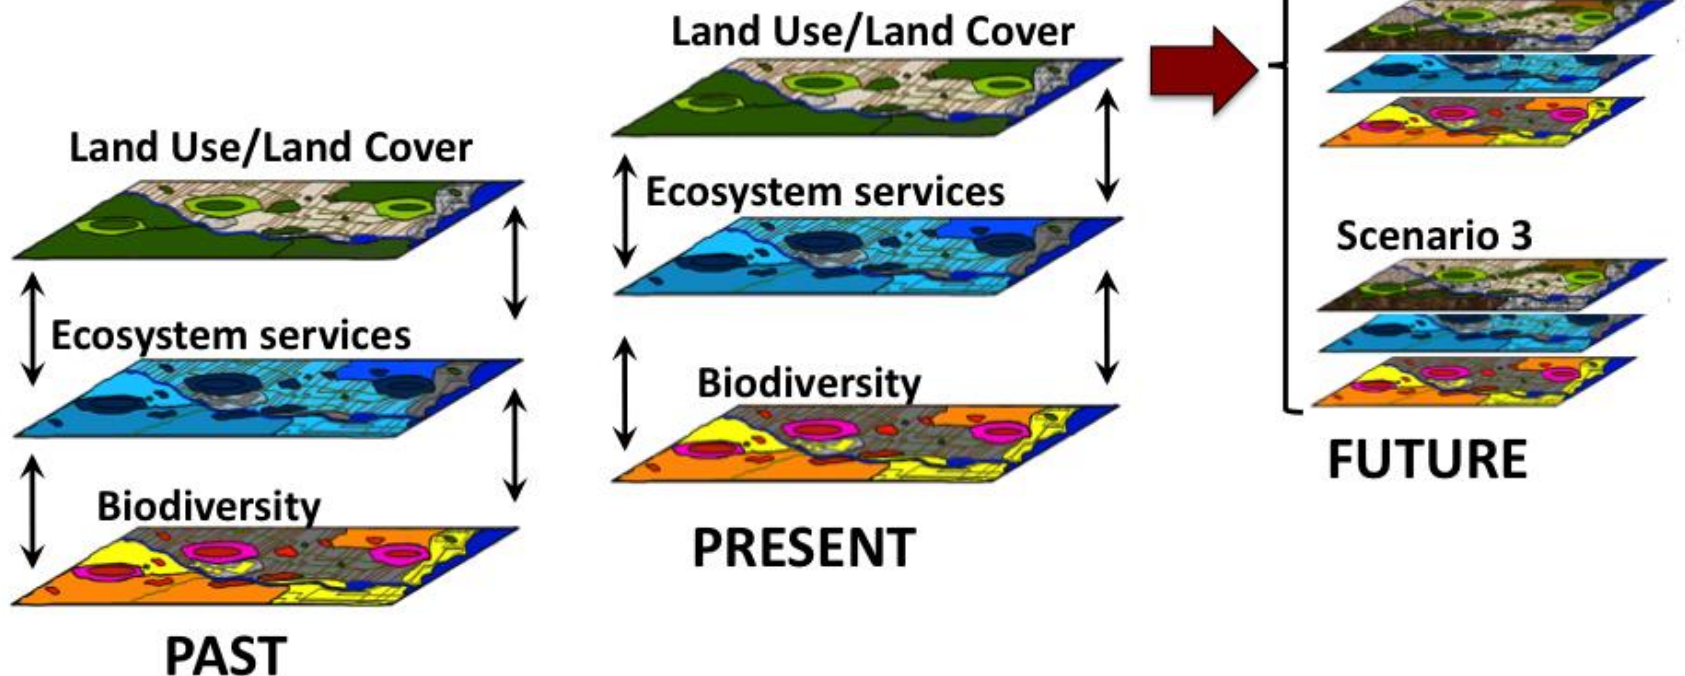 Land Use/Land Cover
Ecosystem services
Biodiversity
PAST
Land Use/Land Cover
Ecosystem services
Biodiversity
PRESENT
Scenario 3
FUTURE